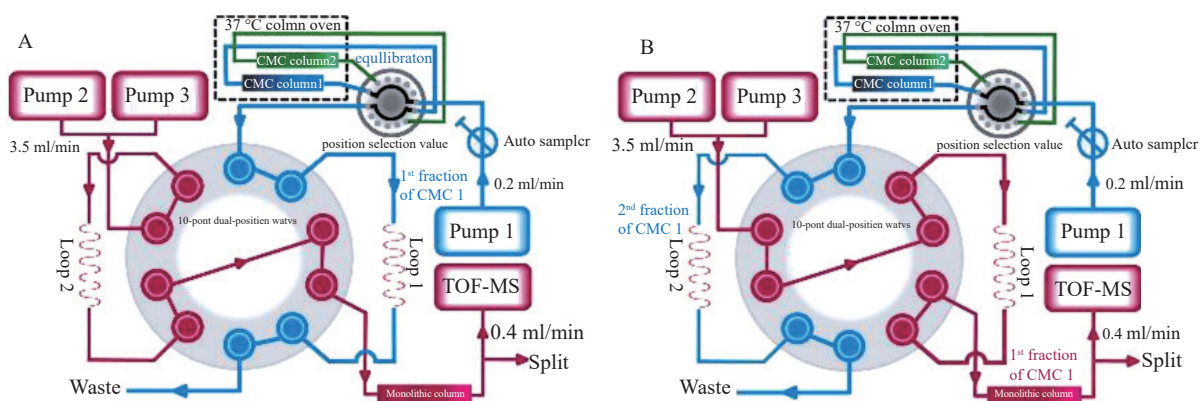 A
37 °C colmn oven
CMC column2
equllibraton
CMC column1
Pump 2
Pump 3
Auto samplcr
position selection value
3.5 ml/min
0.2 ml/min
1st fraction
of CMC 1
10-pont dual-positien watvs
Pump 1
Loop 2
Loop 1
TOF-MS
0.4 ml/min
Split
Waste
Monolithic column
B
37 °C colmn oven
CMC column2
CMC column1
Pump 2
Pump 3
Auto samplcr
position selection value
3.5 ml/min
0.2 ml/min
2nd fraction
of CMC 1
10-pont dual-positien watvs
Pump 1
Loop 2
Loop 1
TOF-MS
0.4 ml/min
Split
1st fraction
of CMC 1
Waste
Monolithic column